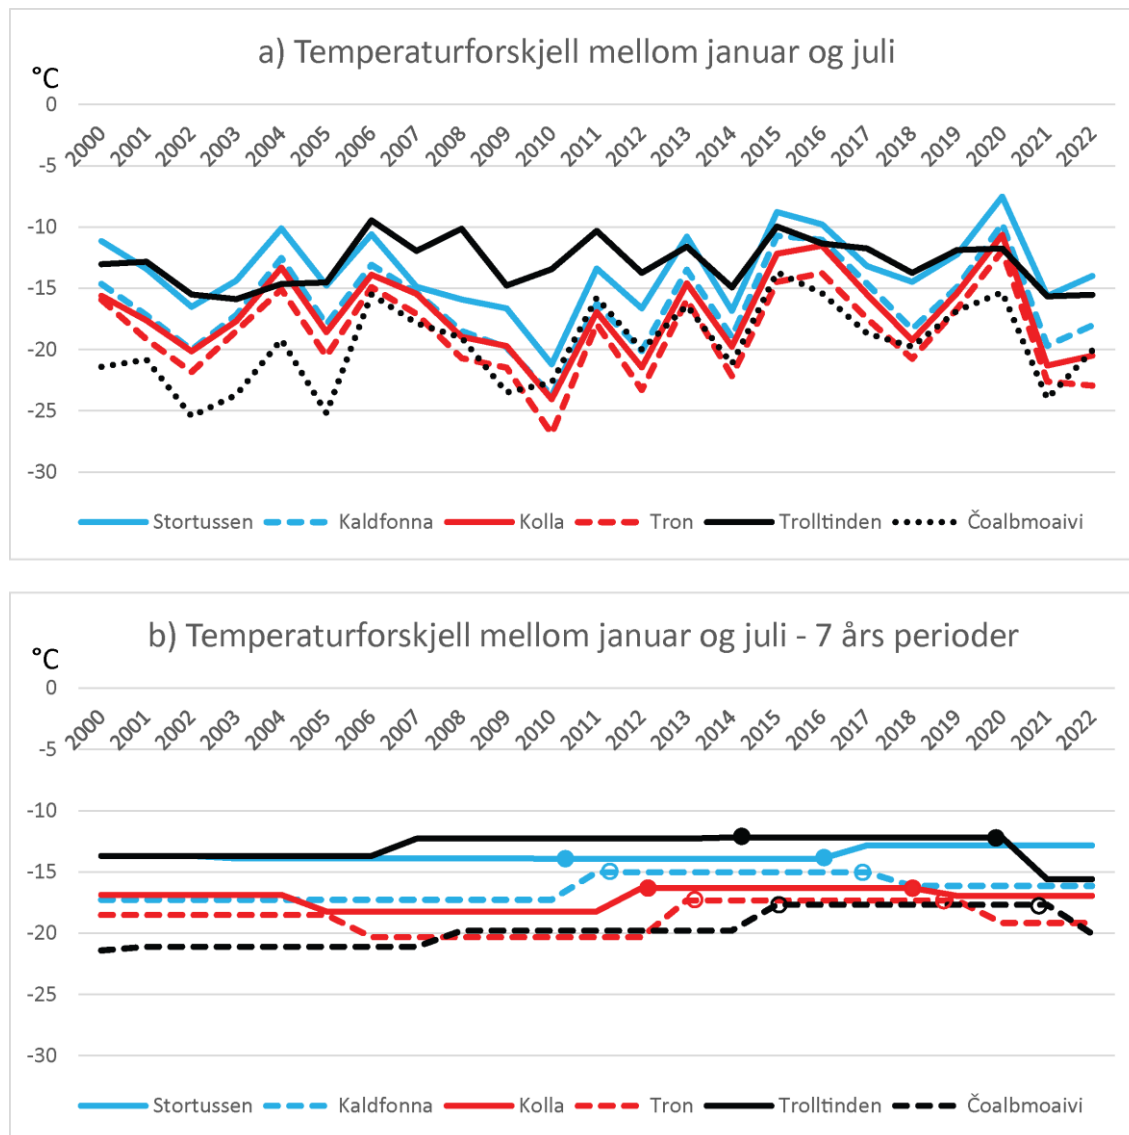 a) Temperaturforskjell mellom januar og juli
°C
0
2000 2001 2002 2003 2004 2005 2006 2007 2008 2009 2010 2011 2012 2013 2014 2015 2016 2017 2018 2019 2020 2021 2022
-5
-10
-15
-20
-25
-30
Stortussen Kaldfonna Kolla Tron Trolltinden Čoalbmoaivi
b) Temperaturforskjell mellom januar og juli - 7 års perioder
°C
0
2000 2001 2002 2003 2004 2005 2006 2007 2008 2009 2010 2011 2012 2013 2014 2015 2016 2017 2018 2019 2020 2021 2022
-5
-10
-15
-20
-25
-30
Stortussen Kaldfonna Kolla Tron Trolltinden Čoalbmoaivi